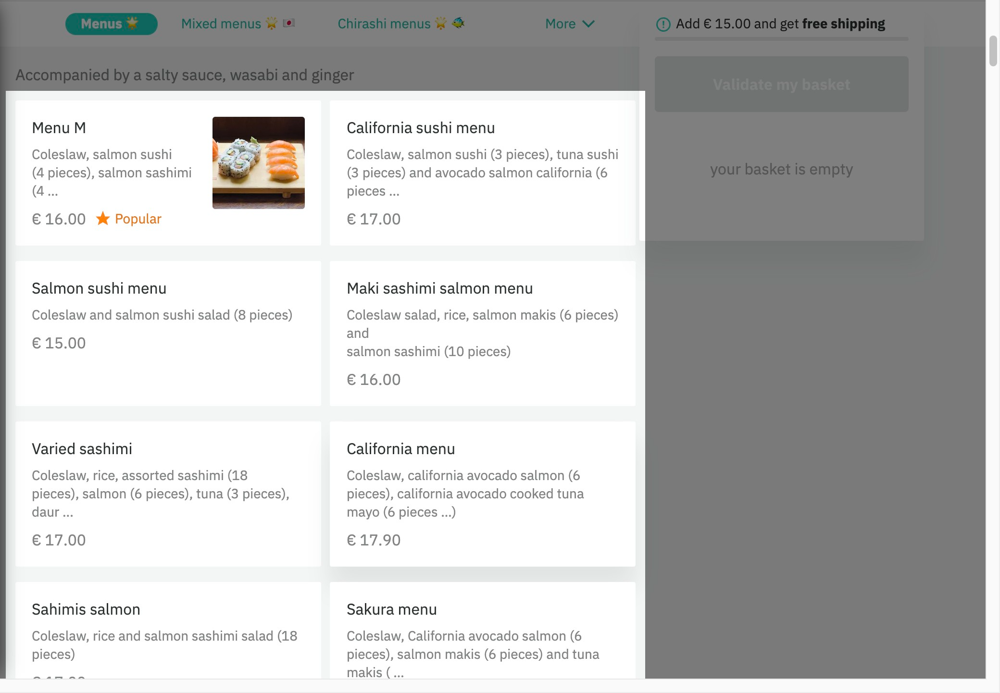 Menus 🌟
Mixed menus 🌟 🇯🇵
Chirashi menus 🌟 🐠
More
Add € 15.00 and get free shipping
Validate my basket
your basket is empty
Accompanied by a salty sauce, wasabi and ginger
Menu M
Coleslaw, salmon sushi
(4 pieces), salmon sashimi
(4 ...
€ 16.00 ★ Popular
California sushi menu
Coleslaw, salmon sushi (3 pieces), tuna sushi
(3 pieces) and avocado salmon california (6
pieces ...
€ 17.00
Salmon sushi menu
Coleslaw and salmon sushi salad (8 pieces)
€ 15.00
Maki sashimi salmon menu
Coleslaw salad, rice, salmon makis (6 pieces)
and
salmon sashimi (10 pieces)
€ 16.00
Varied sashimi
Coleslaw, rice, assorted sashimi (18
pieces), salmon (6 pieces), tuna (3 pieces),
daur ...
€ 17.00
California menu
Coleslaw, california avocado salmon (6
pieces), california avocado cooked tuna
mayo (6 pieces ...)
€ 17.90
Sahimis salmon
Coleslaw, rice and salmon sashimi salad (18
pieces)
Sakura menu
Coleslaw, California avocado salmon (6
pieces), salmon makis (6 pieces) and tuna
makis ( ...